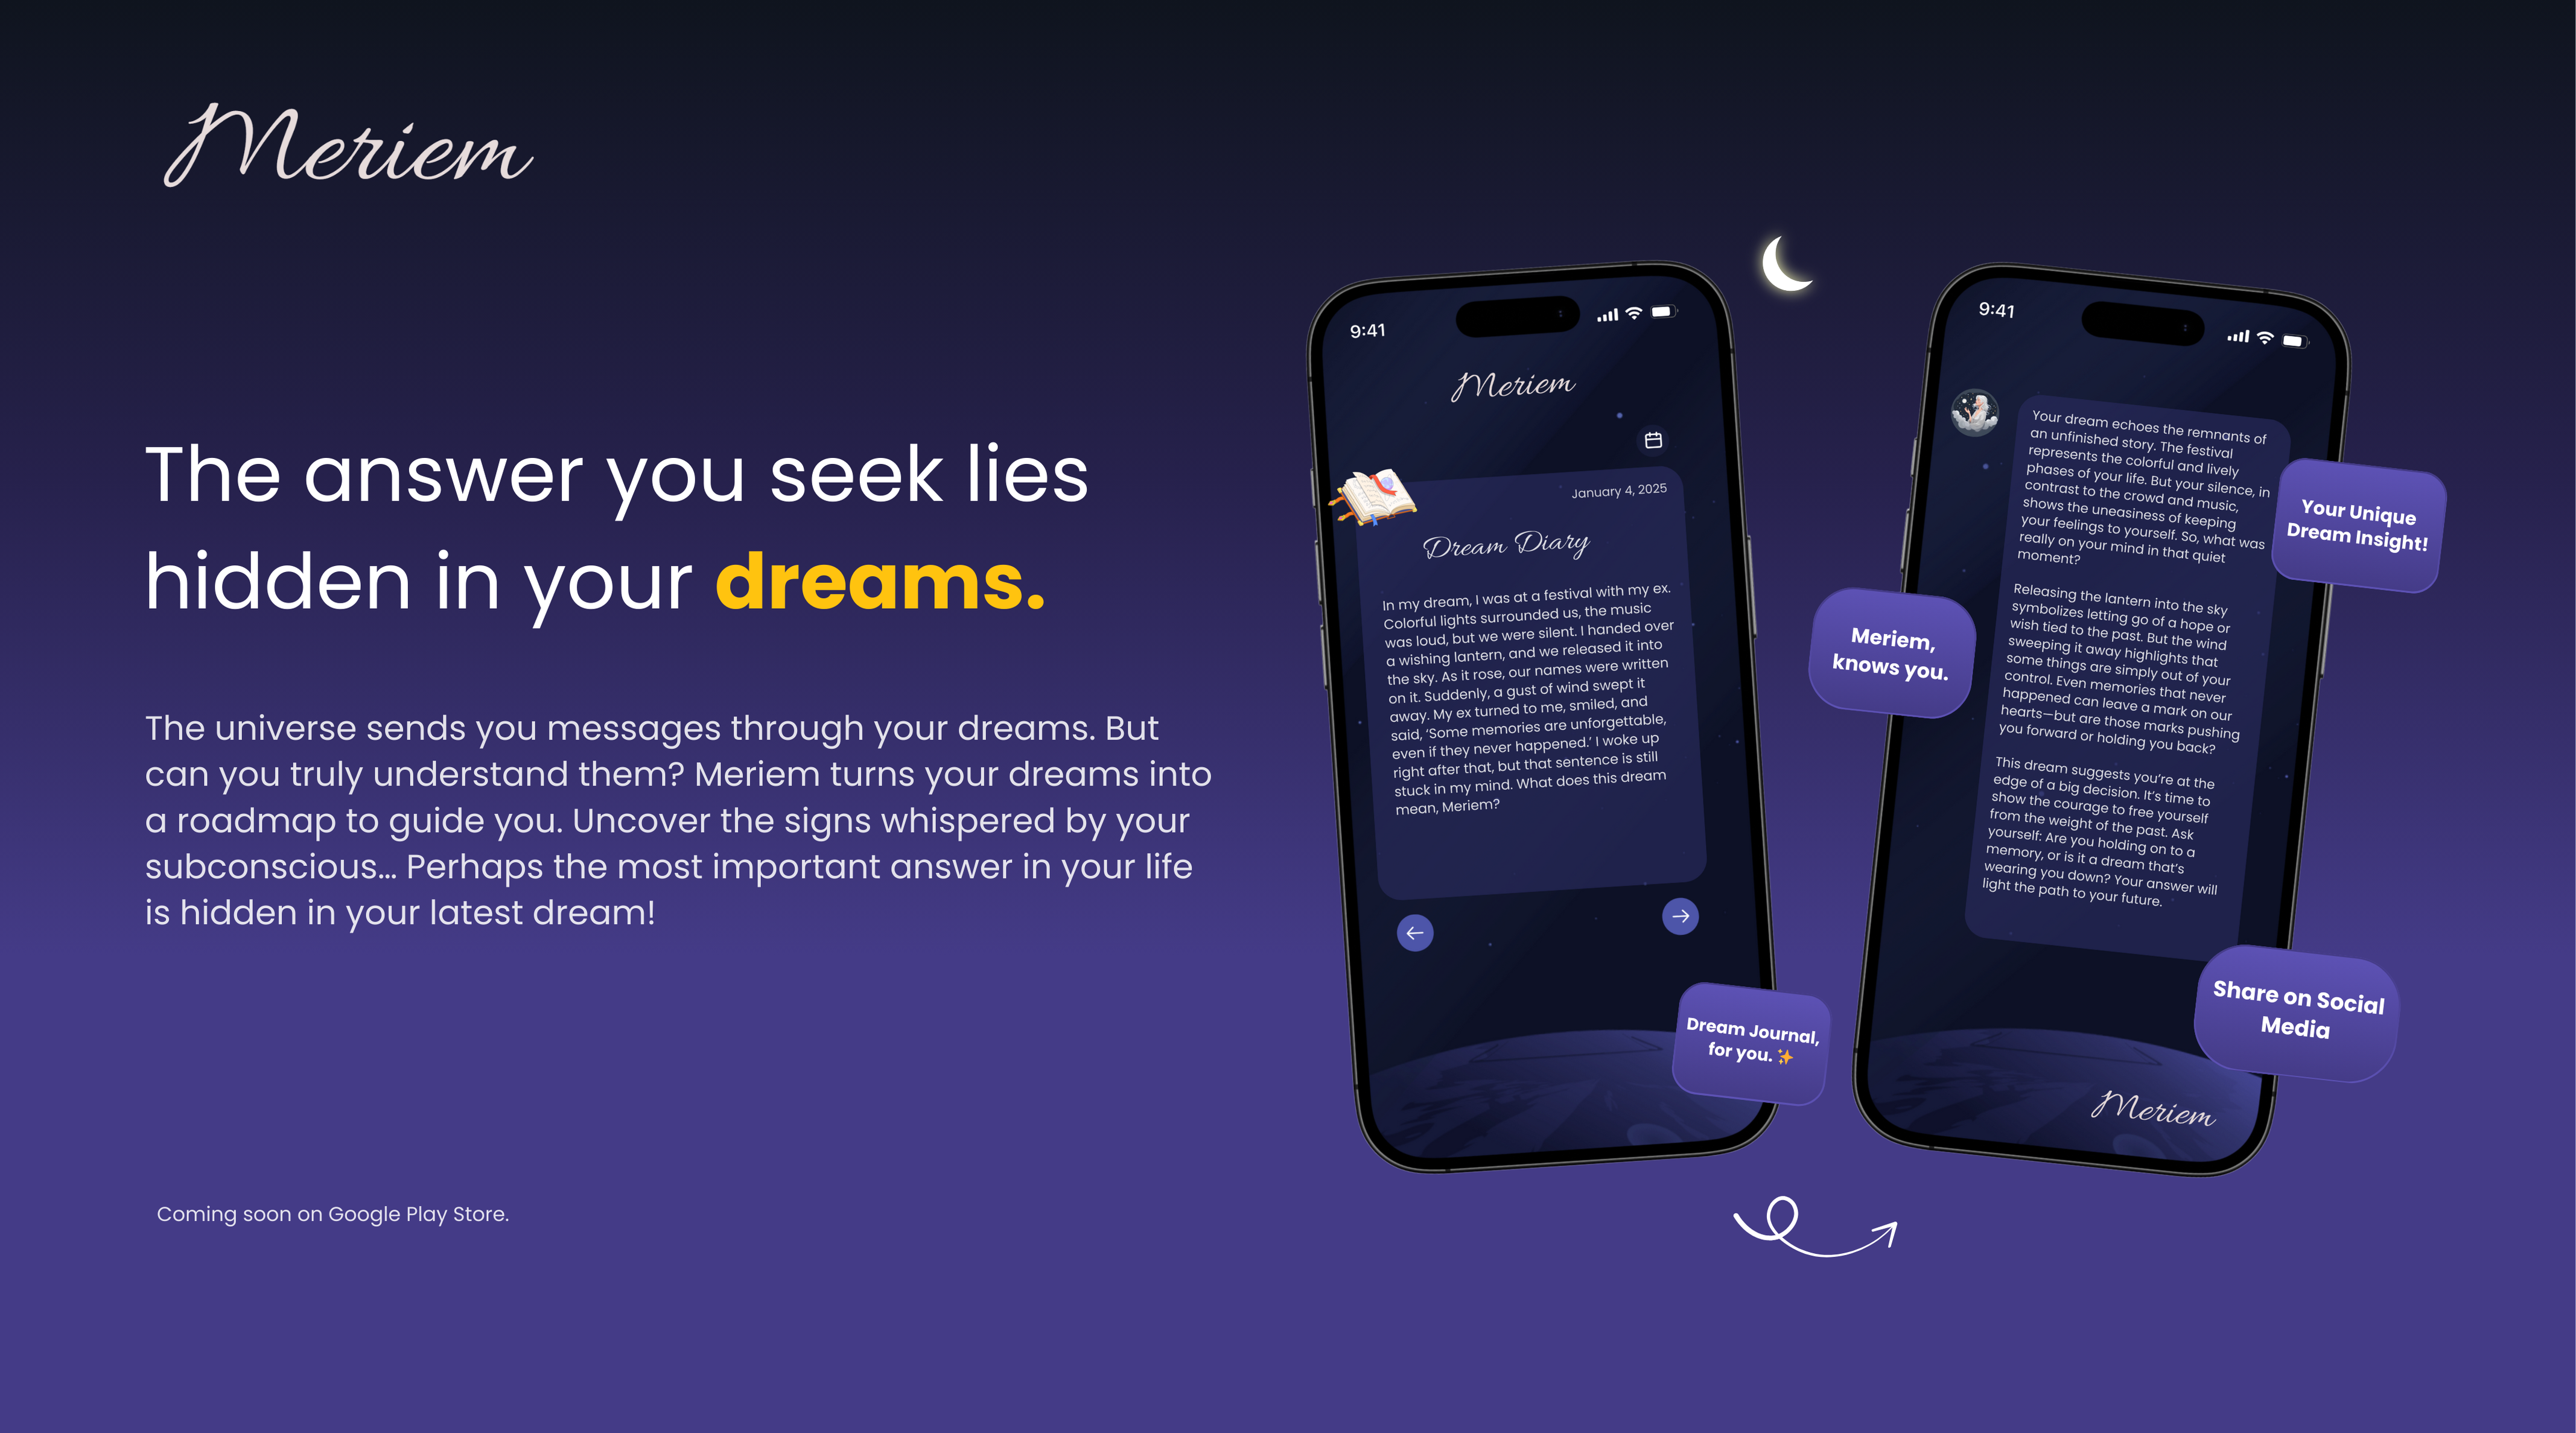 Meriem
The answer you seek lies
hidden in your dreams.
The universe sends you messages through your dreams. But
can you truly understand them? Meriem turns your dreams into
a roadmap to guide you. Uncover the signs whispered by your
subconscious... Perhaps the most important answer in your life
is hidden in your latest dream!
Coming soon on Google Play Store.
9:41
Meriem
January 4, 2025
Dream Diary
In my dream, I was at a festival with my ex.
Colorful lights surrounded us, the music
was loud, but we were silent. I handed over
a wishing lantern, and we released it into
the sky. As it rose, our names were written
on it. Suddenly, a gust of wind swept it
away. My ex turned to me, smiled, and
said, ‘Some memories are unforgettable,
even if they never happened.’ I woke up
right after that, but that sentence is still
stuck in my mind. What does this dream
mean, Meriem?
Dream Journal,
for you. ✨
9:41
Your dream echoes the remnants of
an unfinished story. The festival
represents the colorful and lively
phases of your life. But your silence, in
contrast to the crowd and music,
shows the uneasiness of keeping
your feelings to yourself. So, what was
really on your mind in that quiet
moment?
Releasing the lantern into the sky
symbolizes letting go of a hope or
wish tied to the past. But the wind
sweeping it away highlights that
some things are simply out of your
control. Even memories that never
happened can leave a mark on our
hearts—but are those marks pushing
you forward or holding you back?
This dream suggests you’re at the
edge of a big decision. It’s time to
show the courage to free yourself
from the weight of the past. Ask
yourself: Are you holding on to a
memory, or is it a dream that’s
wearing you down? Your answer will
light the path to your future.
Your Unique
Dream Insight!
Meriem,
knows you.
Share on Social
Media
Meriem